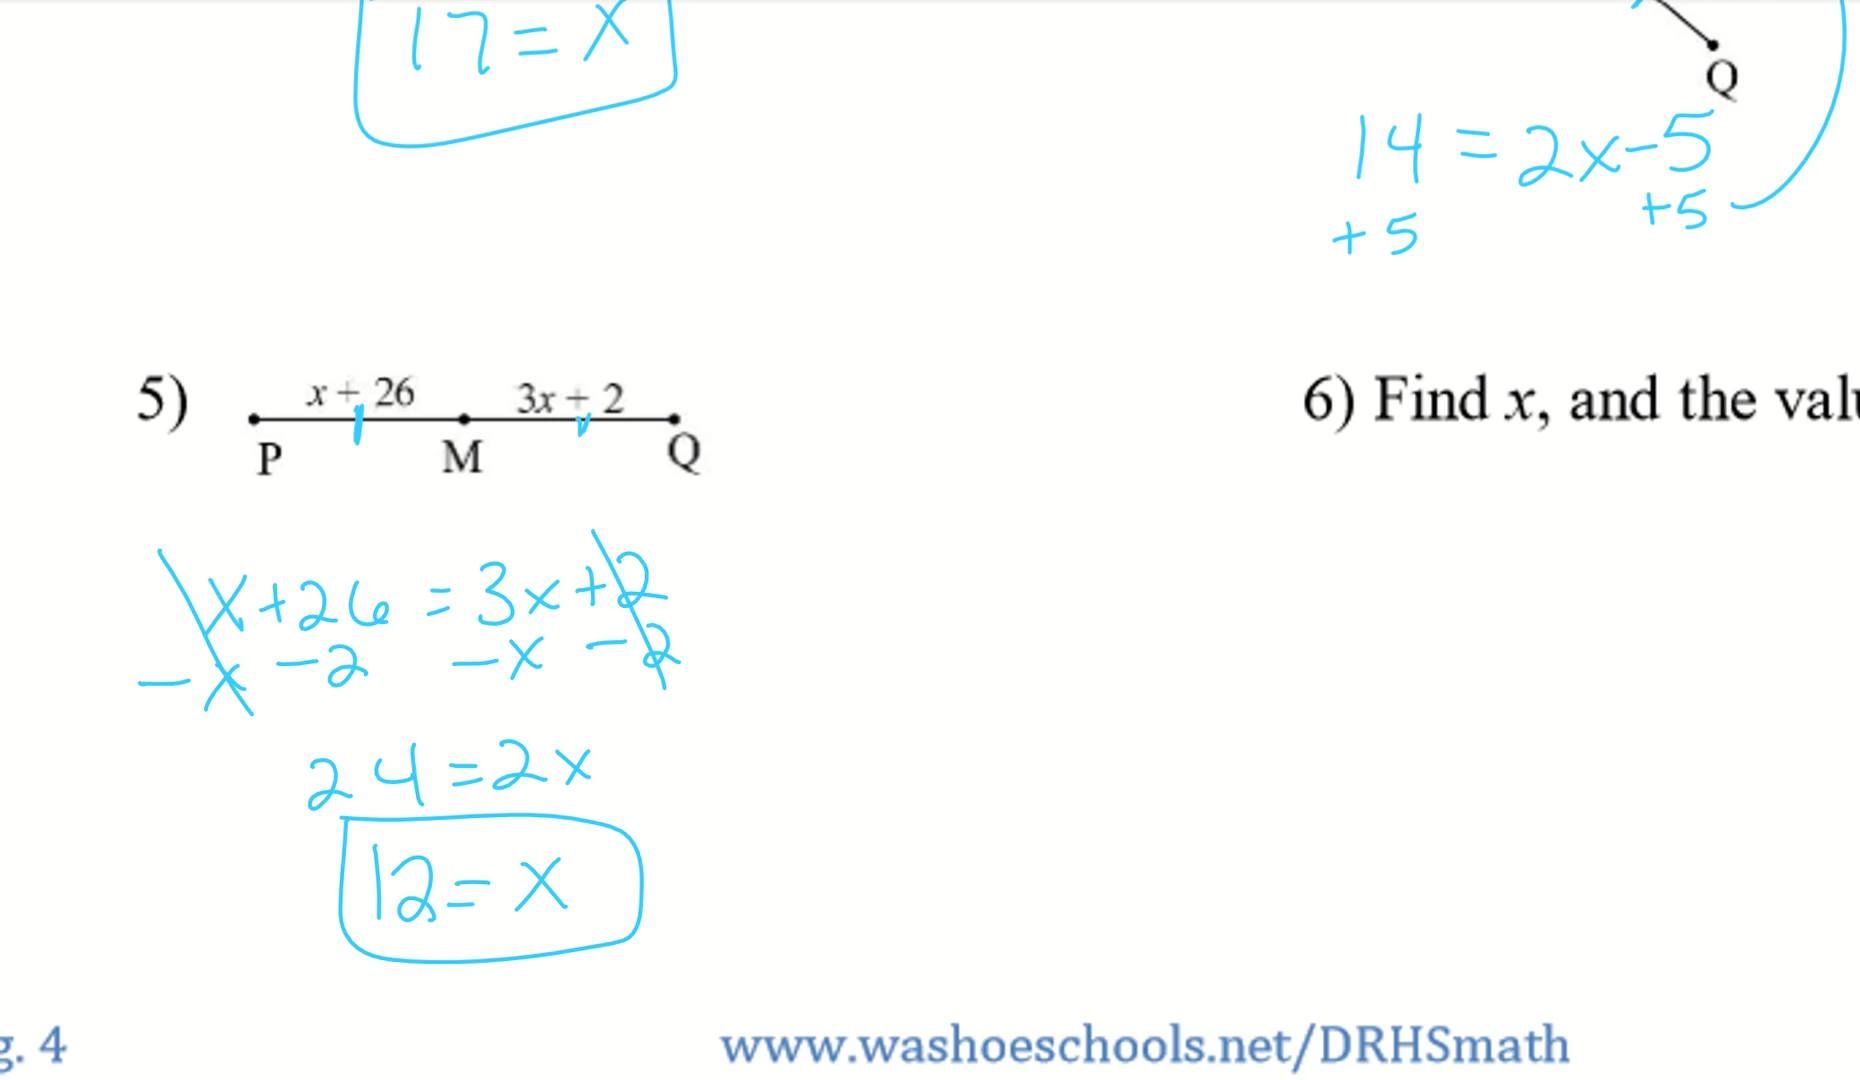 17 = x
Q
14 = 2x-5
+5
+5
5)
x + 26
3x + 2
P
M
Q
x+26 = 3x+2
-x -2 -x -2
24=2x
12= x
6) Find x, and the
4
www.washoeschools.net/DRHSmath